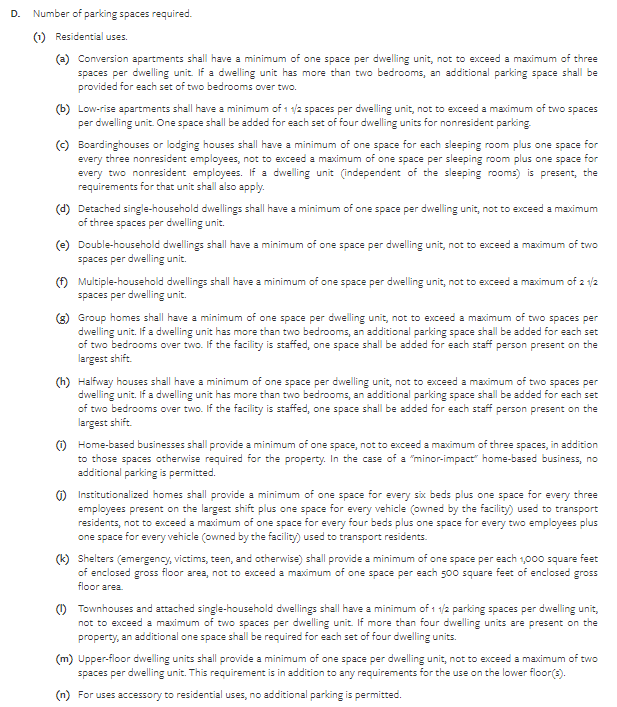 D. Number of parking spaces required.
(1) Residential uses.
(a) Conversion apartments shall have a minimum of one space per dwelling unit, not to exceed a maximum of three
spaces per dwelling unit. If a dwelling unit has more than two bedrooms, an additional parking space shall be
provided for each set of two bedrooms over two.
(b) Low-rise apartments shall have a minimum of 1 1/2 spaces per dwelling unit, not to exceed a maximum of two spaces
per dwelling unit. One space shall be added for each set of four dwelling units for nonresident parking.
(c) Boardinghouses or lodging houses shall have a minimum of one space for each sleeping room plus one space for
every three nonresident employees, not to exceed a maximum of one space per sleeping room plus one space for
every two nonresident employees. If a dwelling unit (independent of the sleeping rooms) is present, the
requirements for that unit shall also apply.
(d) Detached single-household dwellings shall have a minimum of one space per dwelling unit, not to exceed a maximum
of three spaces per dwelling unit.
(e) Double-household dwellings shall have a minimum of one space per dwelling unit, not to exceed a maximum of two
spaces per dwelling unit.
(f) Multiple-household dwellings shall have a minimum of one space per dwelling unit, not to exceed a maximum of 2 1/2
spaces per dwelling unit.
(g) Group homes shall have a minimum of one space per dwelling unit, not to exceed a maximum of two spaces per
dwelling unit. If a dwelling unit has more than two bedrooms, an additional parking space shall be added for each set
of two bedrooms over two. If the facility is staffed, one space shall be added for each staff person present on the
largest shift.
(h) Halfway houses shall have a minimum of one space per dwelling unit, not to exceed a maximum of two spaces per
dwelling unit. If a dwelling unit has more than two bedrooms, an additional parking space shall be added for each set
of two bedrooms over two. If the facility is staffed, one space shall be added for each staff person present on the
largest shift.
(i) Home-based businesses shall provide a minimum of one space, not to exceed a maximum of three spaces, in addition
to those spaces otherwise required for the property. In the case of a "minor-impact" home-based business, no
additional parking is permitted.
(j) Institutionalized homes shall provide a minimum of one space for every six beds plus one space for every three
employees present on the largest shift plus one space for every vehicle (owned by the facility) used to transport
residents, not to exceed a maximum of one space for every four beds plus one space for every two employees plus
one space for every vehicle (owned by the facility) used to transport residents.
(k) Shelters (emergency, victims, teen, and otherwise) shall provide a minimum of one space per each 1,000 square feet
of enclosed gross floor area, not to exceed a maximum of one space per each 500 square feet of enclosed gross
floor area.
(l) Townhouses and attached single-household dwellings shall have a minimum of 1 1/2 parking spaces per dwelling unit,
not to exceed a maximum of two spaces per dwelling unit. If more than four dwelling units are present on the
property, an additional one space shall be required for each set of four dwelling units.
(m) Upper-floor dwelling units shall provide a minimum of one space per dwelling unit, not to exceed a maximum of two
spaces per dwelling unit. This requirement is in addition to any requirements for the use on the lower floor(s).
(n) For uses accessory to residential uses, no additional parking is permitted.